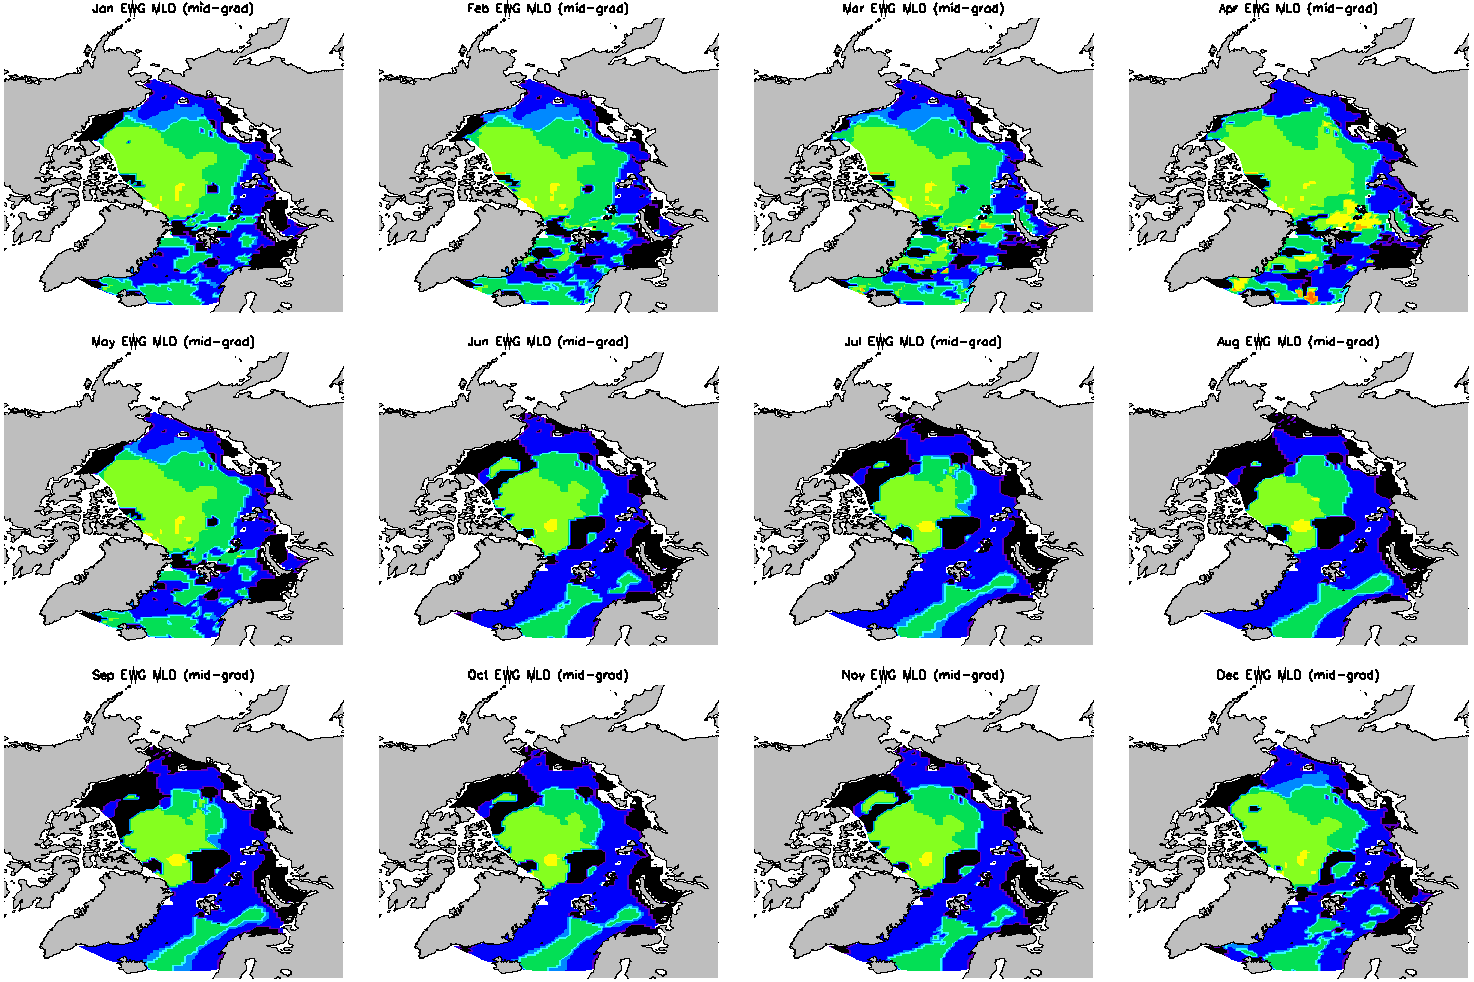 Jan EWG MLD (mid-grad)
Feb EWG MLD (mid-grad)
Mar EWG MLD (mid-grad)
Apr EWG MLD (mid-grad)
May EWG MLD (mid-grad)
Jun EWG MLD (mid-grad)
Jul EWG MLD (mid-grad)
Aug EWG MLD (mid-grad)
Sep EWG MLD (mid-grad)
Oct EWG MLD (mid-grad)
Nov EWG MLD (mid-grad)
Dec EWG MLD (mid-grad)